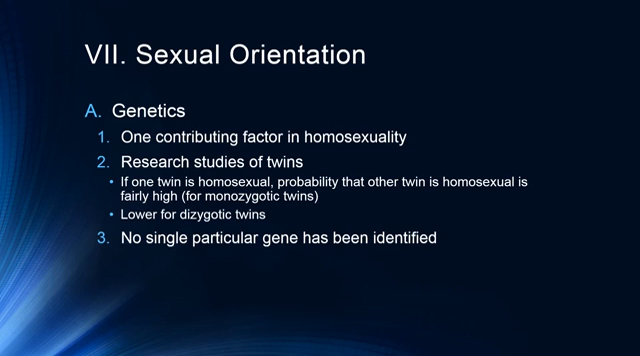 VII. Sexual Orientation
A. Genetics
1. One contributing factor in homosexuality
2. Research studies of twins
• If one twin is homosexual, probability that other twin is homosexual is
fairly high (for monozygotic twins)
• Lower for dizygotic twins
3. No single particular gene has been identified